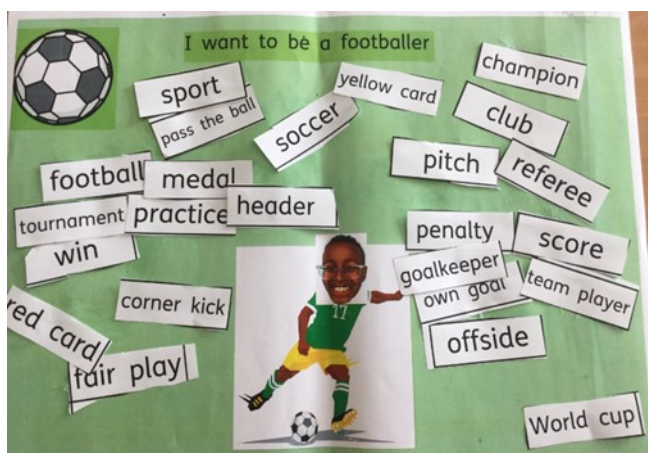 I want to be a footballer
sport
pass the ball
soccer
yellow card
champion
club
pitch
referee
football
medal
tournament
practice
header
win
penalty
score
goalkeeper
own goal
team player
corner kick
17
red card
fair play
offside
World cup